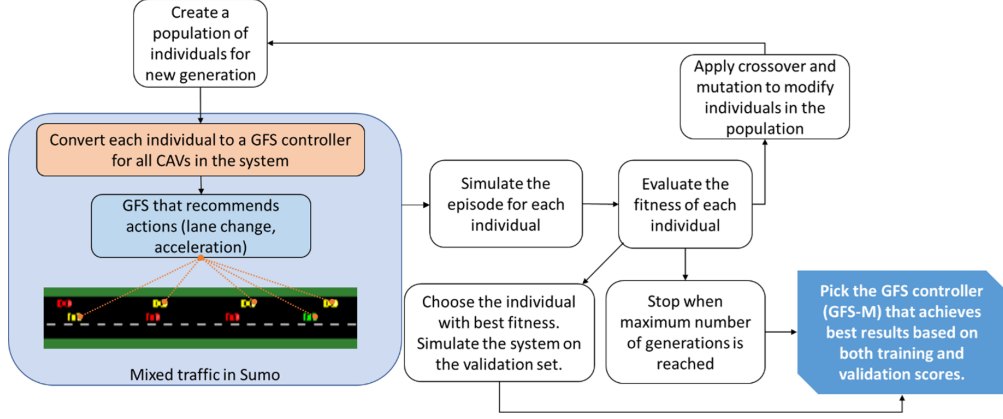 Create a
population of
individuals for
new generation
Apply crossover and
mutation to modify
individuals in the
population
Convert each individual to a GFS controller
for all CAVs in the system
GFS that recommends
actions (lane change,
acceleration)
Mixed traffic in Sumo
Simulate the
episode for each
individual
Evaluate the
fitness of each
individual
Choose the individual
with best fitness.
Simulate the system on
the validation set.
Stop when
maximum number
of generations is
reached
Pick the GFS controller
(GFS-M) that achieves
best results based on
both training and
validation scores.